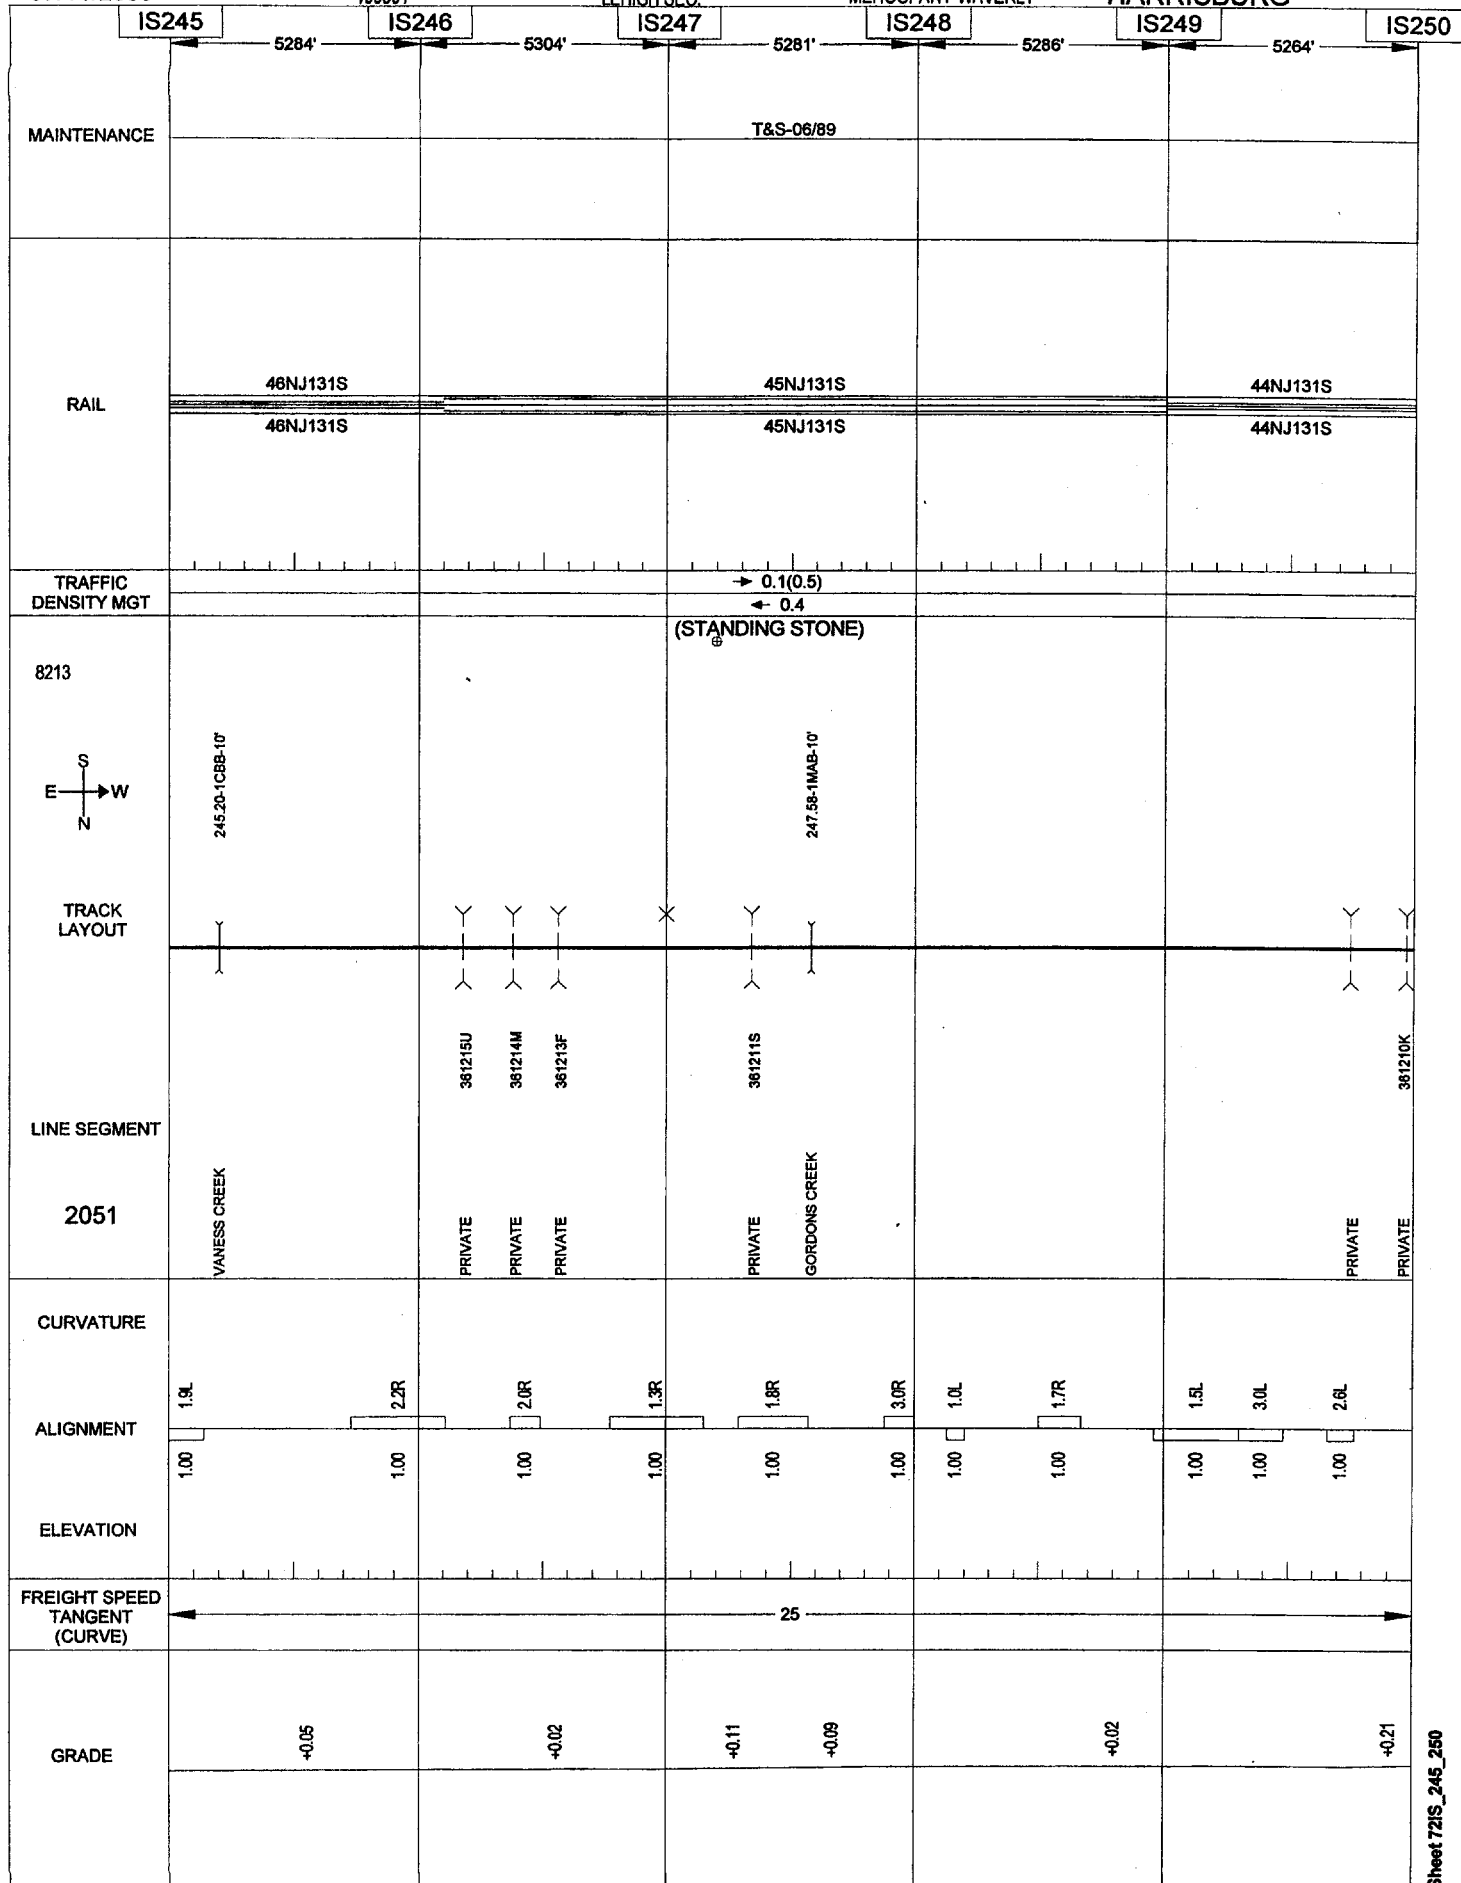 HARRISBURG
IS245 IS246 IS247 IS248 IS249 IS250
5284' 5304' 5281' 5286' 5264'
MAINTENANCE
T&S-06/89
46NJ131S 45NJ131S 44NJ131S
RAIL
46NJ131S 45NJ131S 44NJ131S
TRAFFIC
DENSITY MGT
0.1(0.5)
0.4
(STANDING STONE)
8213
S
E W
N
245.20-1CBB-10'
247.58-1MAB-10'
TRACK
LAYOUT
361215U
361214M
361213F
361211S
361210K
LINE SEGMENT
2051
VANESS CREEK
PRIVATE
PRIVATE
PRIVATE
PRIVATE
GORDONS CREEK
PRIVATE
PRIVATE
CURVATURE
1.9L 2.2R 2.0R 1.3R 1.8R 3.0R 1.0L 1.7R 1.5L 3.0L 2.6L
ALIGNMENT
1.00 1.00 1.00 1.00 1.00 1.00 1.00 1.00 1.00 1.00 1.00
ELEVATION
FREIGHT SPEED
TANGENT
(CURVE)
25
GRADE
+0.05 +0.02 +0.11 +0.09 +0.02 +0.21
Sheet 72IS_245_250